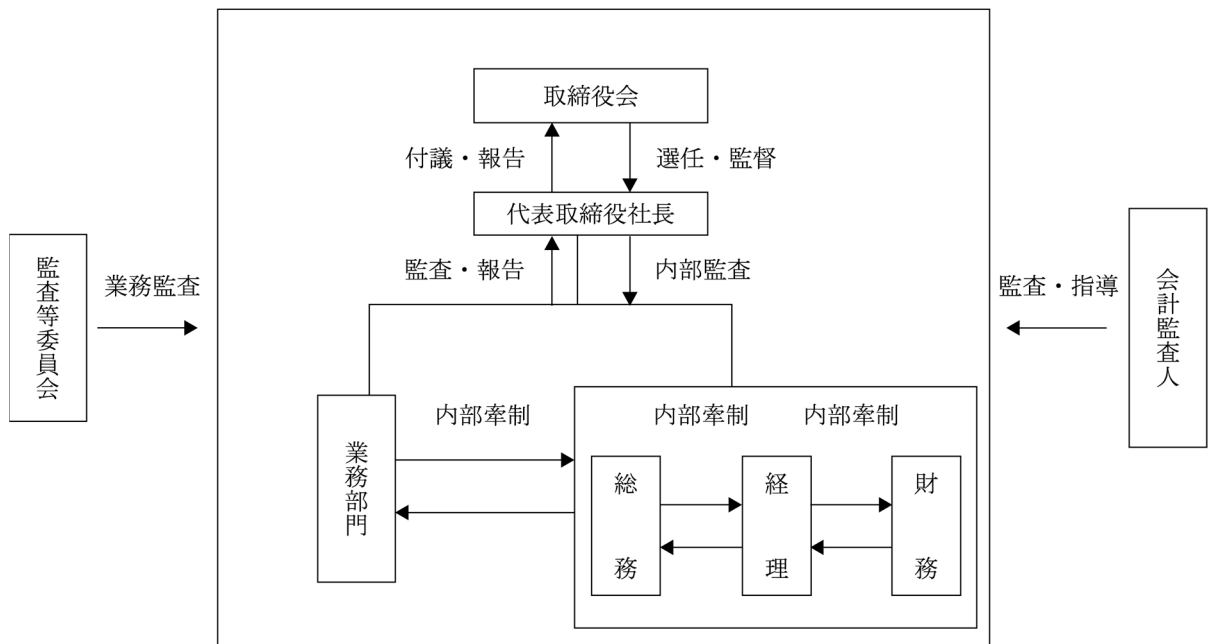 取締役会
付議・報告
選任・監督
代表取締役社長
監査・報告
内部監査
監査等委員会
業務監査
監査・指導
会計監査人
内部牽制
内部牽制
内部牽制
業務部門
総務
経理
財務